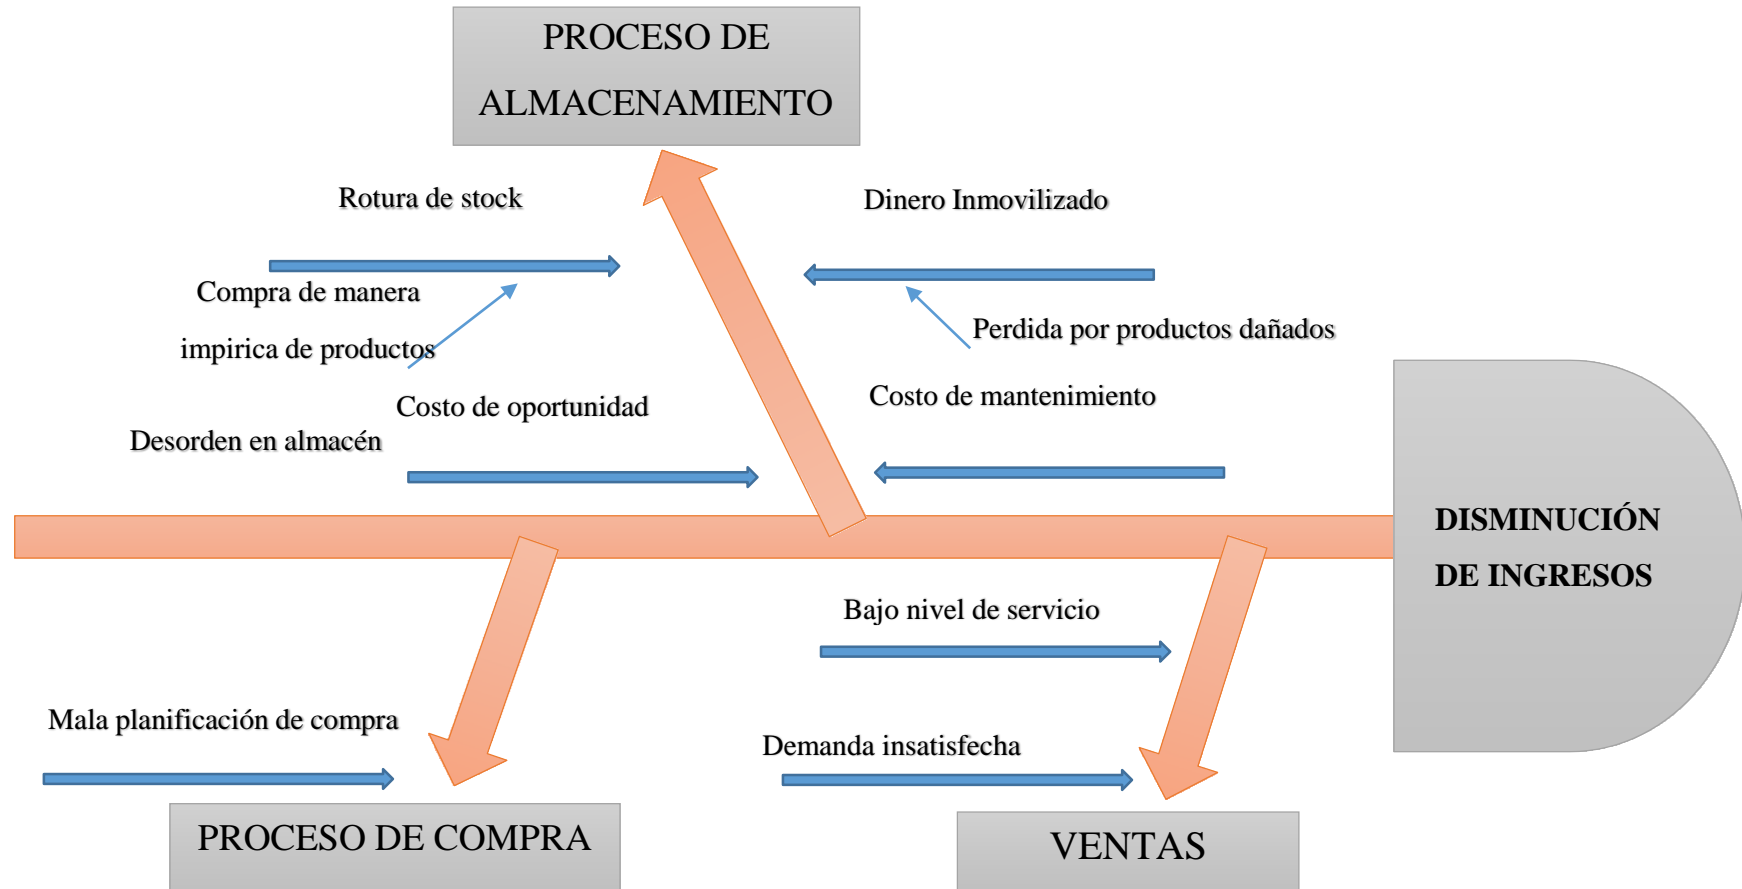 PROCESO DE
ALMACENAMIENTO
Rotura de stock
Dinero Inmovilizado
Compra de manera
impirica de productos
Perdida por productos dañados
Costo de oportunidad
Costo de mantenimiento
Desorden en almacén
DISMINUCIÓN
DE INGRESOS
Bajo nivel de servicio
Mala planificación de compra
Demanda insatisfecha
PROCESO DE COMPRA
VENTAS